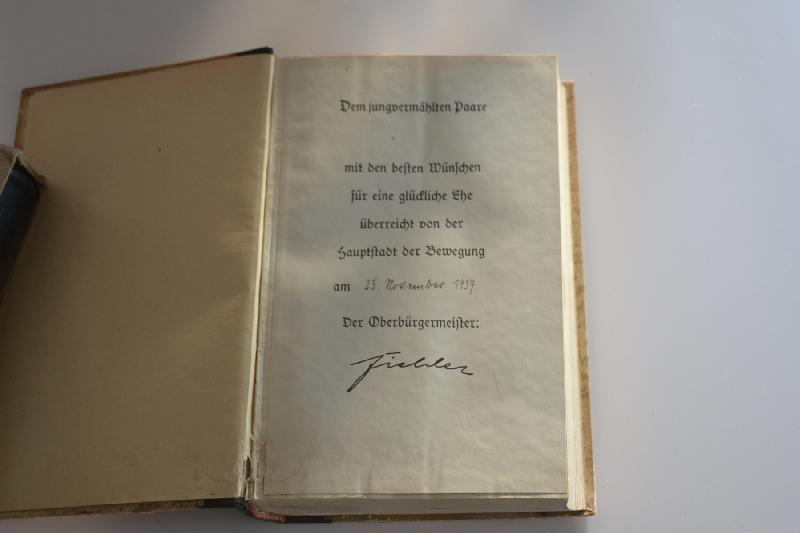 Dem jungvermählten Paare
mit den besten Wünschen
für eine glückliche Ehe
überreicht von der
Hauptstadt der Bewegung
am 25. November 1937.
Der Oberbürgermeister:
Fiehler